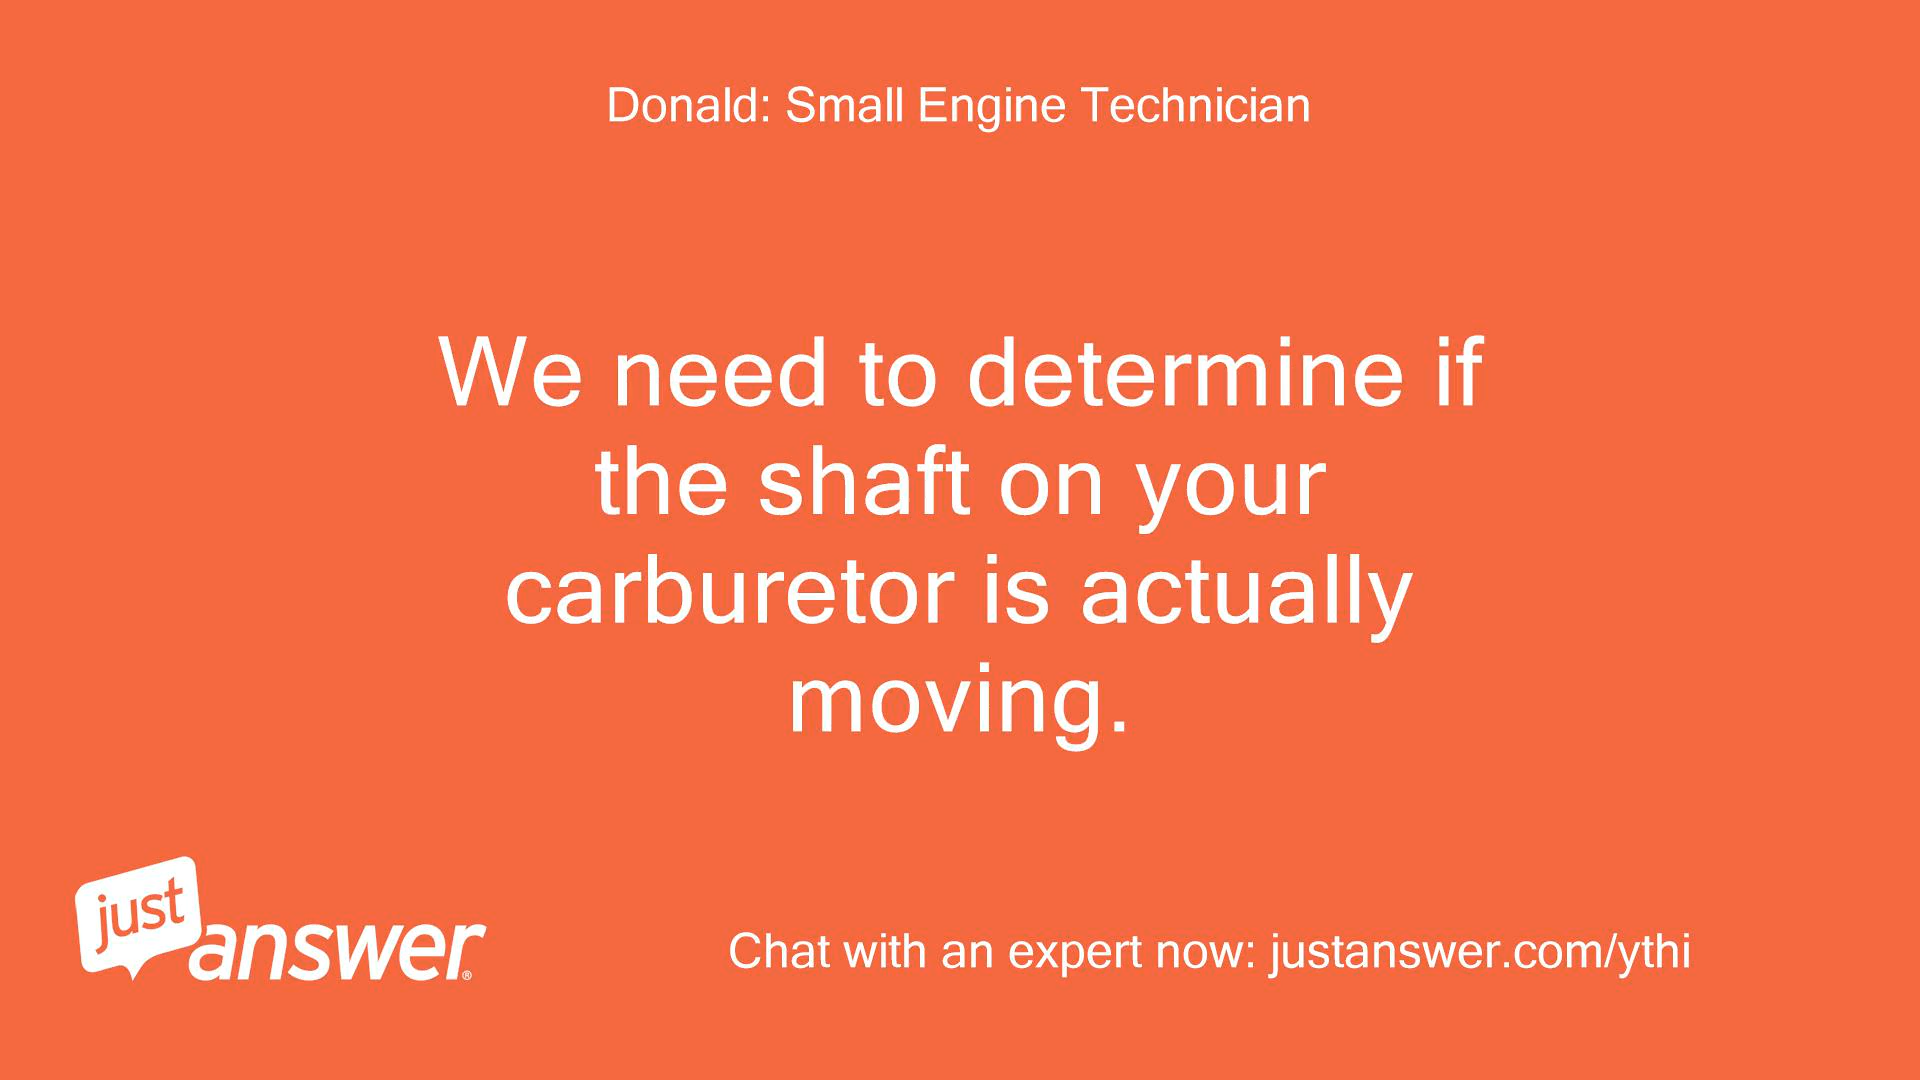 Donald: Small Engine Technician
We need to determine if
the shaft on your
carburetor is actually
moving.
just
answer®
Chat with an expert now: justanswer.com/ythi